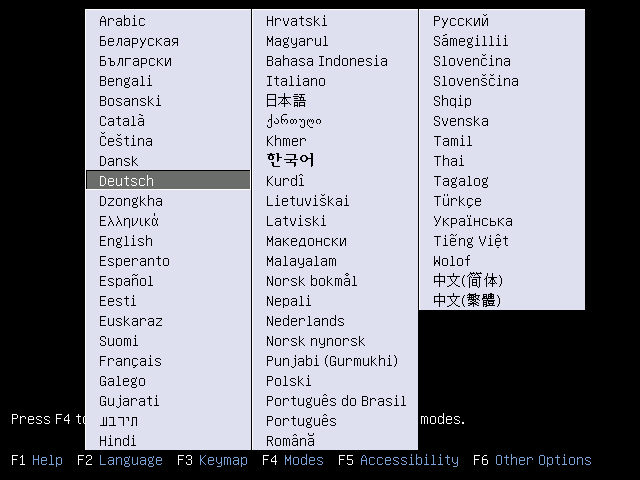 Arabic
Беларуская
Български
Bengali
Bosanski
Català
Čeština
Dansk
Deutsch
Dzongkha
Ελληνικά
English
Esperanto
Español
Eesti
Euskaraz
Suomi
Français
Galego
Gujarati
עברית
Hindi
Hrvatski
Magyarul
Bahasa Indonesia
Italiano
日本語
ქართული
Khmer
한국어
Kurdî
Lietuviškai
Latviski
Македонски
Malayalam
Norsk bokmål
Nepali
Nederlands
Norsk nynorsk
Punjabi (Gurmukhi)
Polski
Português do Brasil
Português
Română
Русский
Sámegillii
Slovenčina
Slovenščina
Shqip
Svenska
Tamil
Thai
Tagalog
Türkçe
Українська
Tiếng Việt
Wolof
中文(简体)
中文(繁體)
Press F4 to modes.
F1 Help F2 Language F3 Keymap F4 Modes F5 Accessibility F6 Other Options